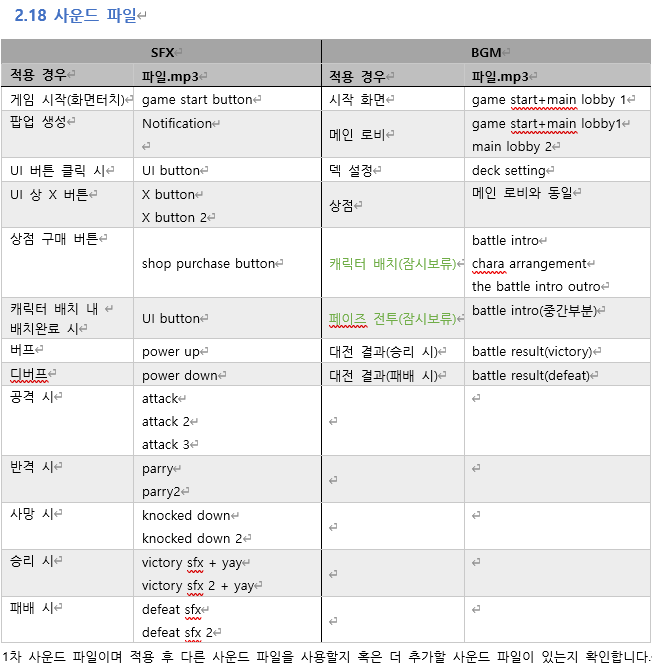 2.18 사운드 파일
SFX BGM
적용 경우 파일.mp3 적용 경우 파일.mp3
게임 시작(화면터치) game start button 시작 화면 game start+main lobby 1
팝업 생성 Notification 메인 로비 game start+main lobby1
main lobby 2
UI 버튼 클릭 시 UI button 덱 설정 deck setting
UI 상 X 버튼 X button 상점 메인 로비와 동일
X button 2
상점 구매 버튼 shop purchase button 캐릭터 배치(잠시보류) battle intro
chara arrangement
the battle intro outro
캐릭터 배치 내 UI button 페이즈 전투(잠시보류) battle intro(중간부분)
배치완료 시
버프 power up 대전 결과(승리 시) battle result(victory)
디버프 power down 대전 결과(패배 시) battle result(defeat)
공격 시 attack
attack 2
attack 3
반격 시 parry
parry2
사망 시 knocked down
knocked down 2
승리 시 victory sfx + yay
victory sfx 2 + yay
패배 시 defeat sfx
defeat sfx 2
1차 사운드 파일이며 적용 후 다른 사운드 파일을 사용할지 혹은 더 추가할 사운드 파일이 있는지 확인합니다.